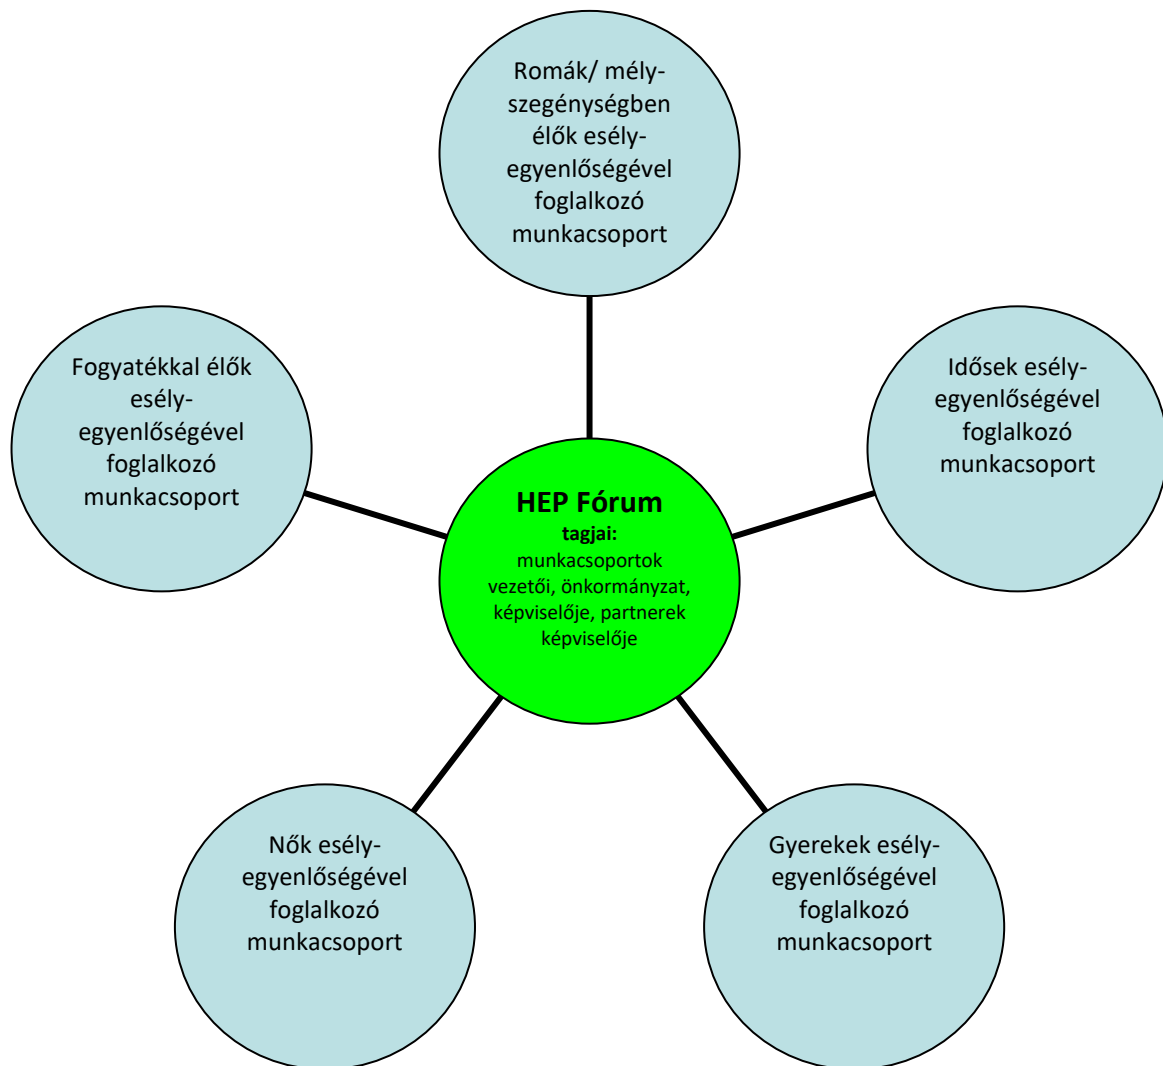 Romák/ mély-
szegénységben
élők esély-
egyenlőségével
foglalkozó
munkacsoport
Fogyatékkal élők
esély-
egyenlőségével
foglalkozó
munkacsoport
Idősek esély-
egyenlőségével
foglalkozó
munkacsoport
HEP Fórum
tagjai:
munkacsoportok
vezetői, önkormányzat,
képviselője, partnerek
képviselője
Nők esély-
egyenlőségével
foglalkozó
munkacsoport
Gyerekek esély-
egyenlőségével
foglalkozó
munkacsoport